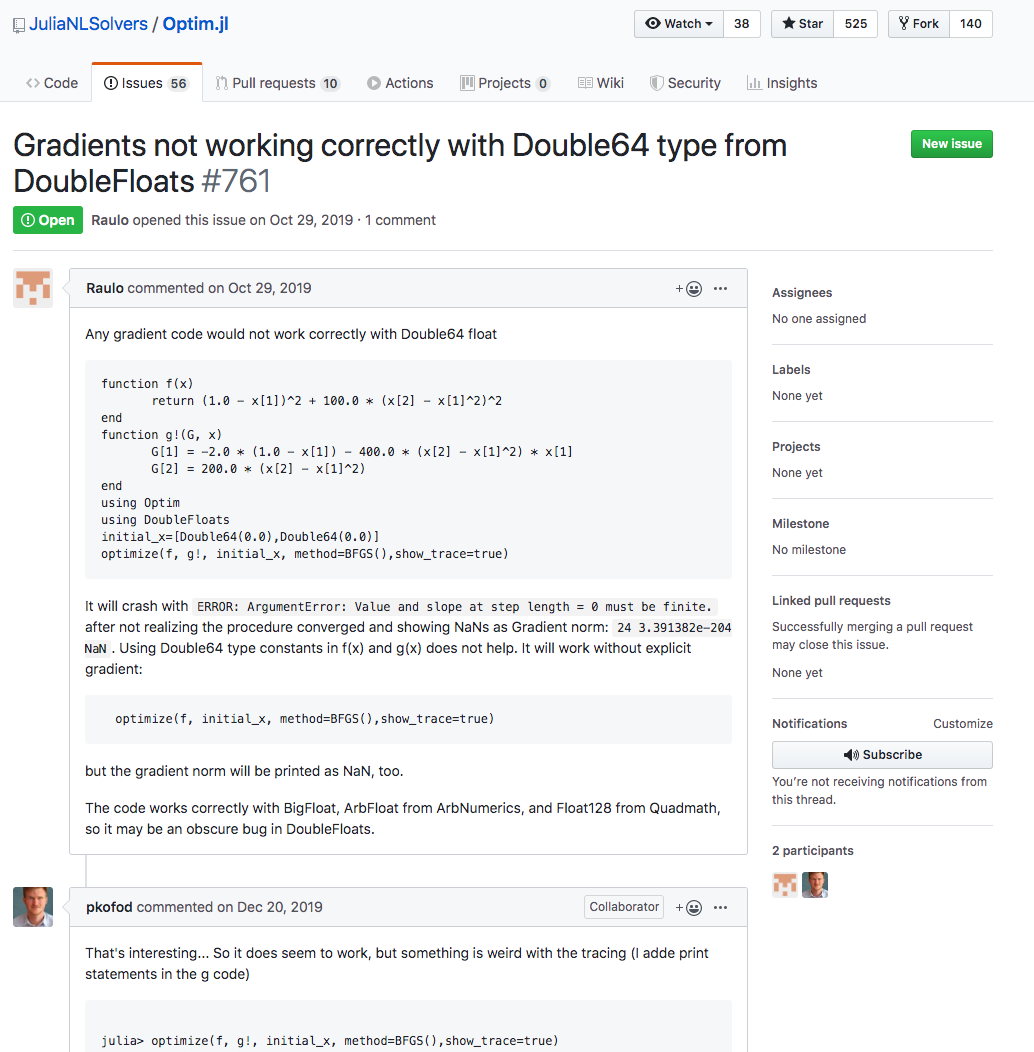 JuliaNLSolvers / Optim.jl
Watch 38 Star 525 Fork 140
Code Issues 56 Pull requests 10 Actions Projects 0 Wiki Security Insights
Gradients not working correctly with Double64 type from
DoubleFloats #761
New issue
Open Raulo opened this issue on Oct 29, 2019 · 1 comment
Raulo commented on Oct 29, 2019
Any gradient code would not work correctly with Double64 float
function f(x)
return (1.0 - x[1])^2 + 100.0 * (x[2] - x[1]^2)^2
end
function g!(G, x)
G[1] = -2.0 * (1.0 - x[1]) - 400.0 * (x[2] - x[1]^2) * x[1]
G[2] = 200.0 * (x[2] - x[1]^2)
end
using Optim
using DoubleFloats
initial_x=[Double64(0.0),Double64(0.0)]
optimize(f, g!, initial_x, method=BFGS(),show_trace=true)
It will crash with ERROR: ArgumentError: Value and slope at step length = 0 must be finite.
after not realizing the procedure converged and showing NaNs as Gradient norm: 24 3.391382e-204
NaN . Using Double64 type constants in f(x) and g(x) does not help. It will work without explicit
gradient:
optimize(f, initial_x, method=BFGS(),show_trace=true)
but the gradient norm will be printed as NaN, too.
The code works correctly with BigFloat, ArbFloat from ArbNumerics, and Float128 from Quadmath,
so it may be an obscure bug in DoubleFloats.
pkofod commented on Dec 20, 2019
Collaborator
That's interesting... So it does seem to work, but something is weird with the tracing (I adde print
statements in the g code)
julia> optimize(f, g!, initial_x, method=BFGS(),show_trace=true)
Assignees
No one assigned
Labels
None yet
Projects
None yet
Milestone
No milestone
Linked pull requests
Successfully merging a pull request
may close this issue.
None yet
Notifications Customize
Subscribe
You're not receiving notifications from
this thread.
2 participants